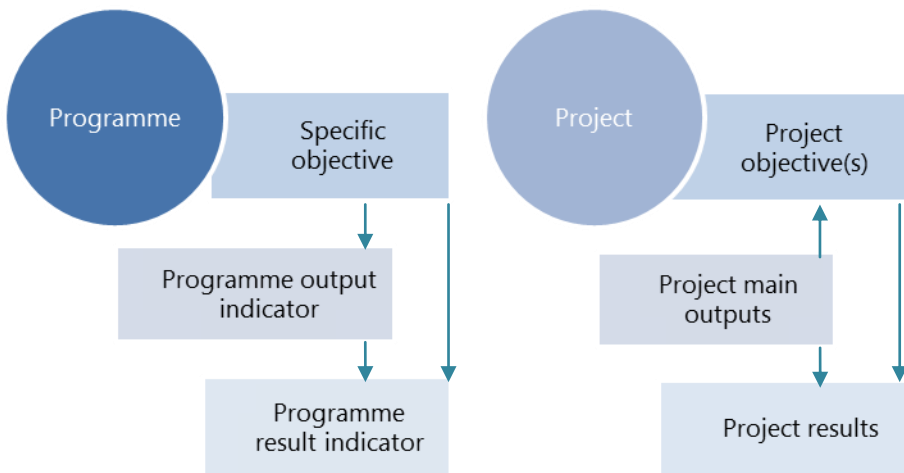 Programme
Specific
objective
Programme output
indicator
Programme
result indicator
Project
Project
objective(s)
Project main
outputs
Project results